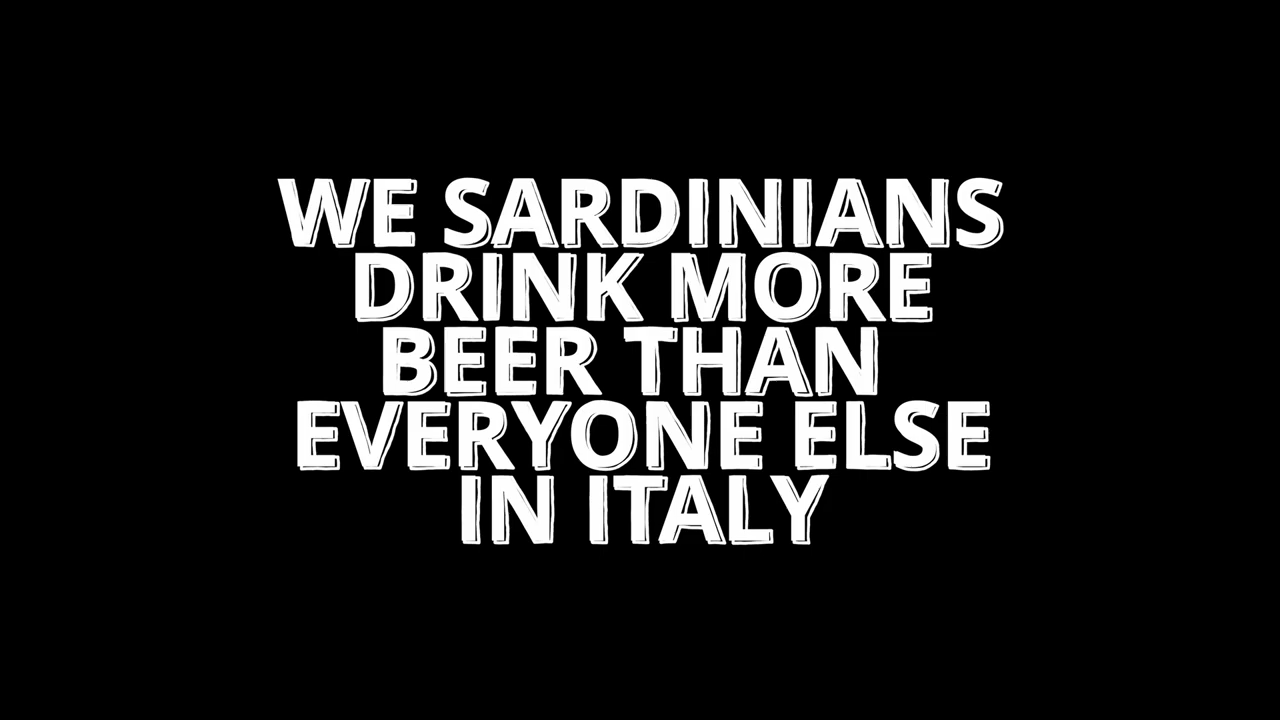 WE SARDINIANS
DRINK MORE
BEER THAN
EVERYONE ELSE
IN ITALY